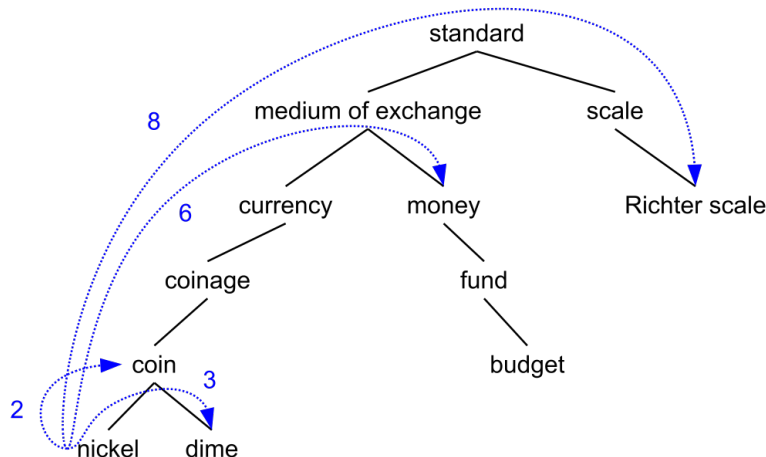 standard
8
medium of exchange
scale
6
currency
money
Richter scale
coinage
fund
coin
budget
3
2
nickel
dime